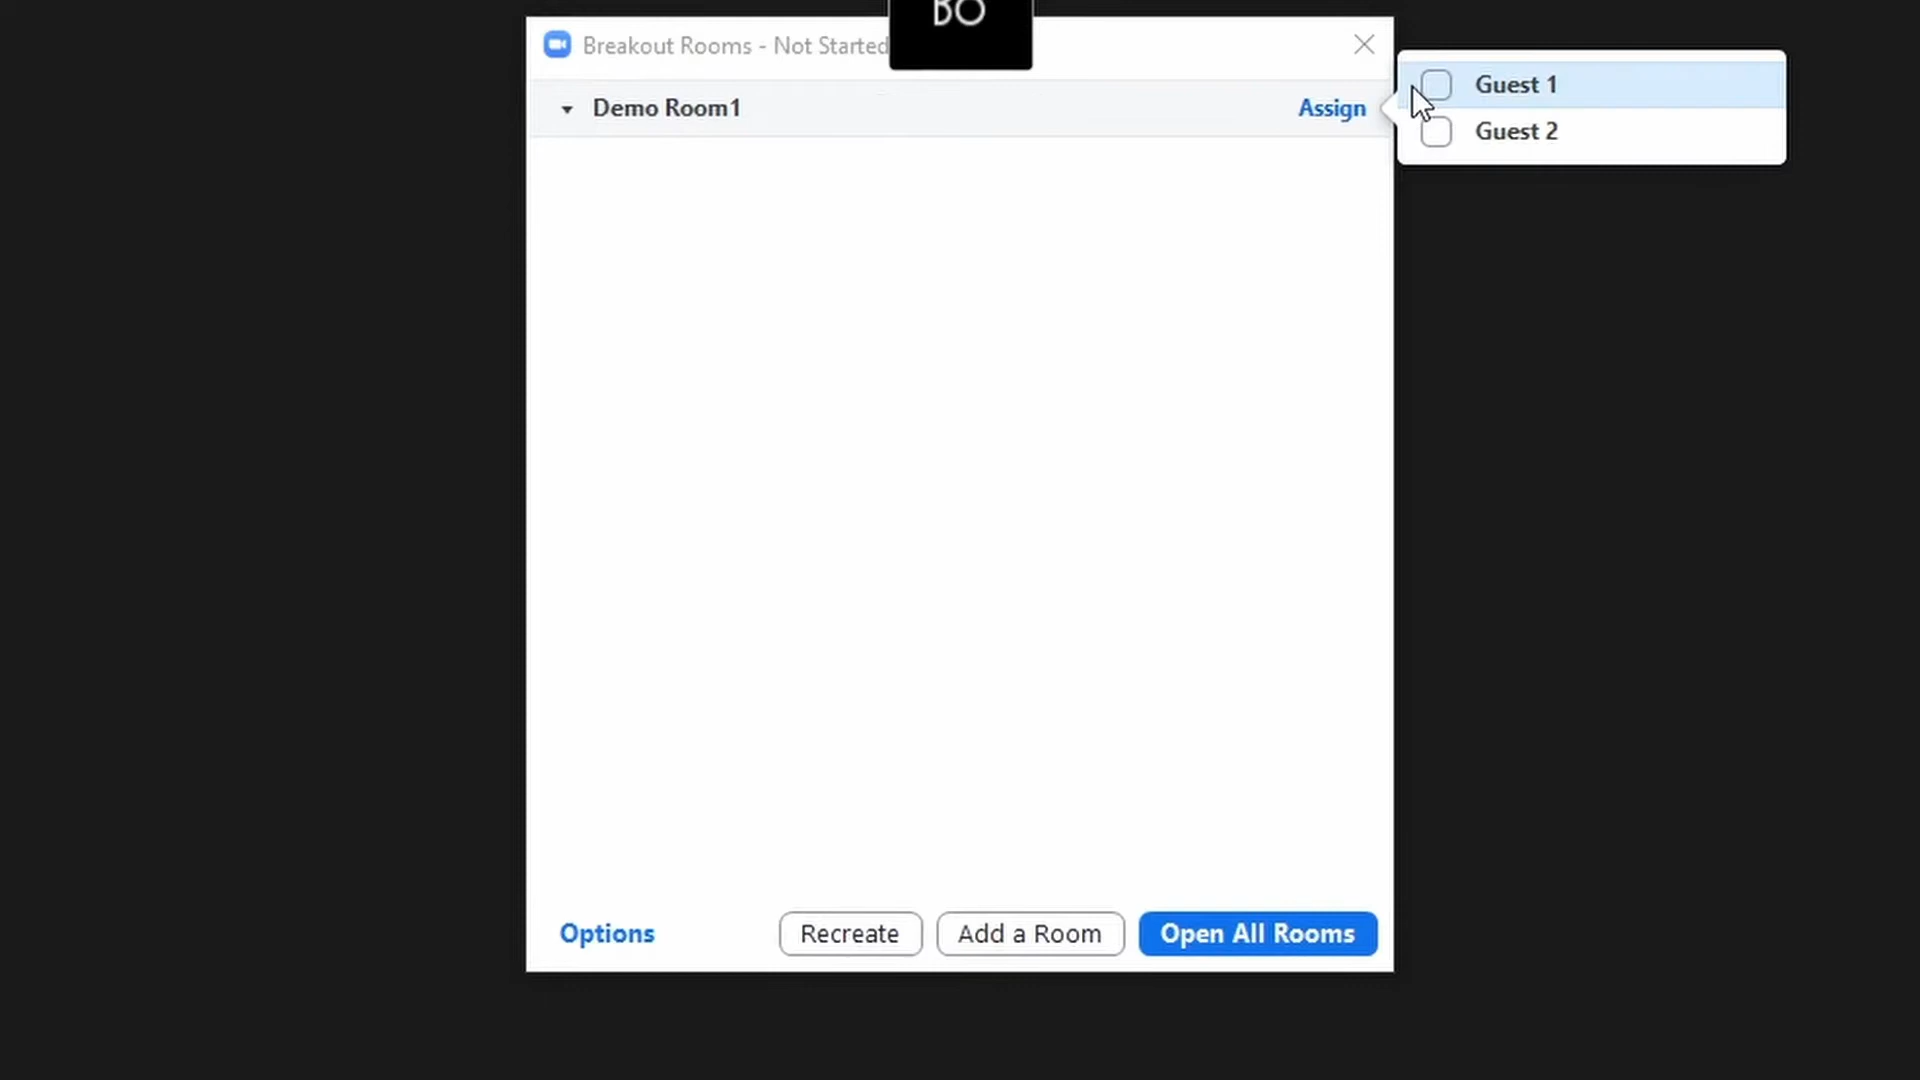 BO
Breakout Rooms - Not Started
Demo Room1
Assign
Guest 1
Guest 2
Options
Recreate
Add a Room
Open All Rooms